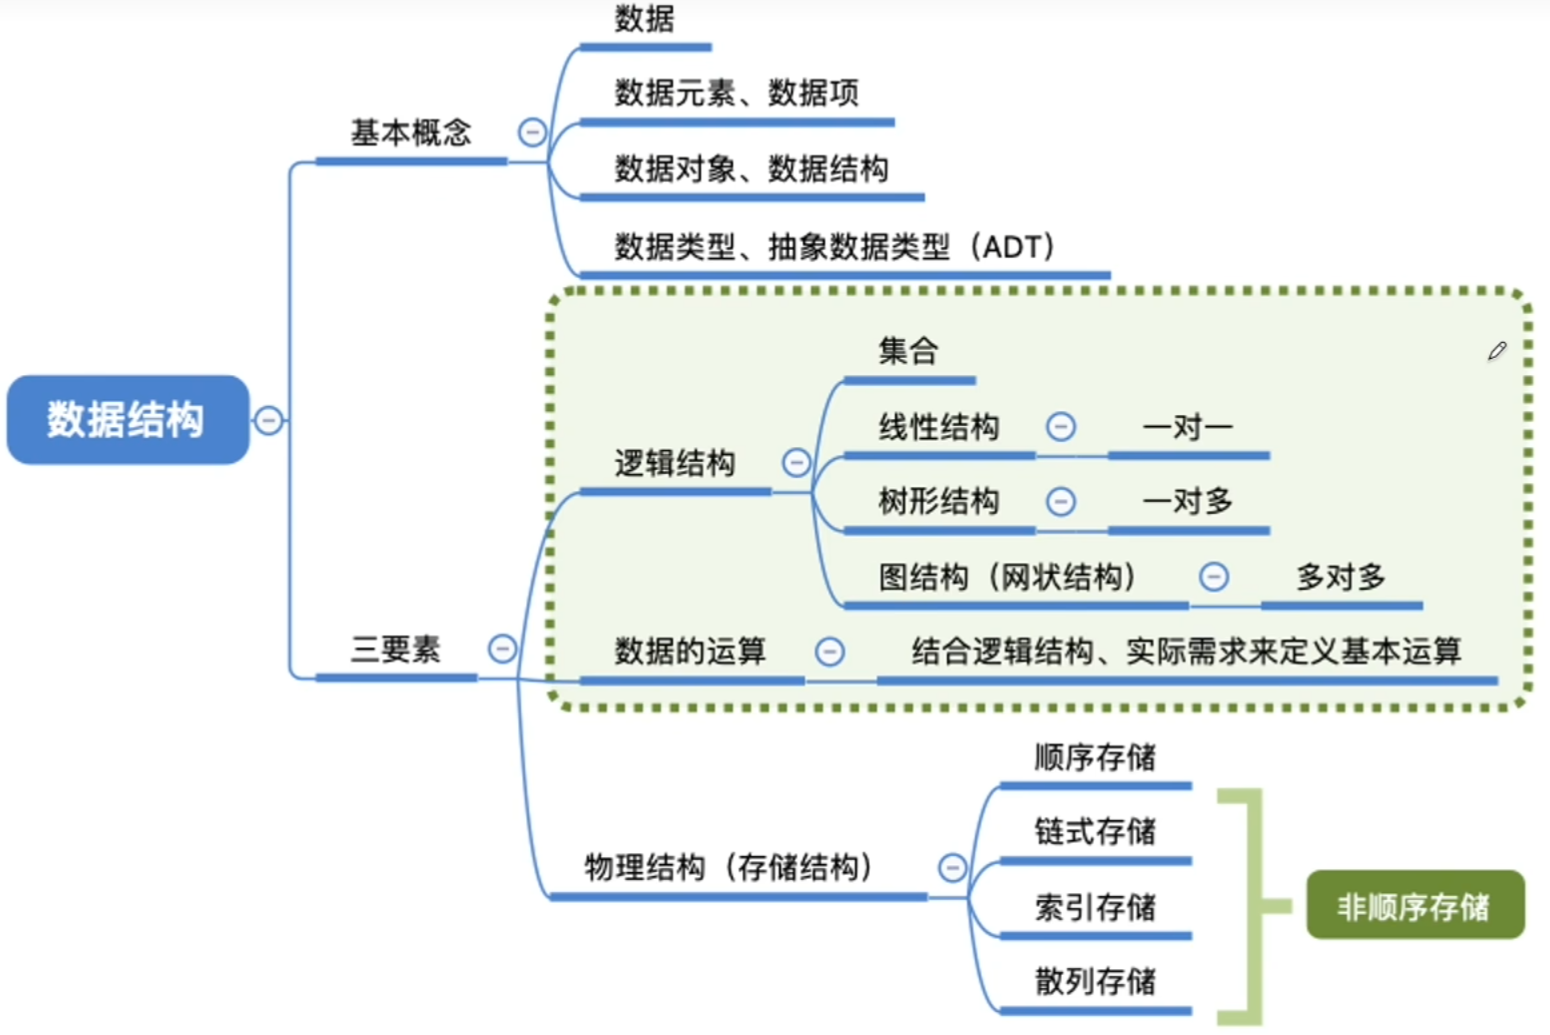 数据
数据元素、数据项
基本概念
数据对象、数据结构
数据类型、抽象数据类型（ADT）
数据结构
集合
线性结构
一对一
逻辑结构
树形结构
一对多
图结构（网状结构）
多对多
三要素
数据的运算
结合逻辑结构、实际需求来定义基本运算
顺序存储
链式存储
物理结构（存储结构）
索引存储
非顺序存储
散列存储